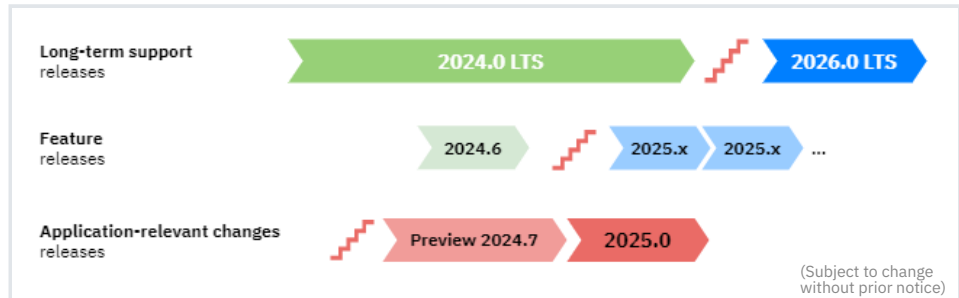 Long-term support
releases
2024.0 LTS
2026.0 LTS
Feature
releases
2024.6
2025.x
2025.x
...
Application-relevant changes
releases
Preview 2024.7
2025.0
(Subject to change
without prior notice)